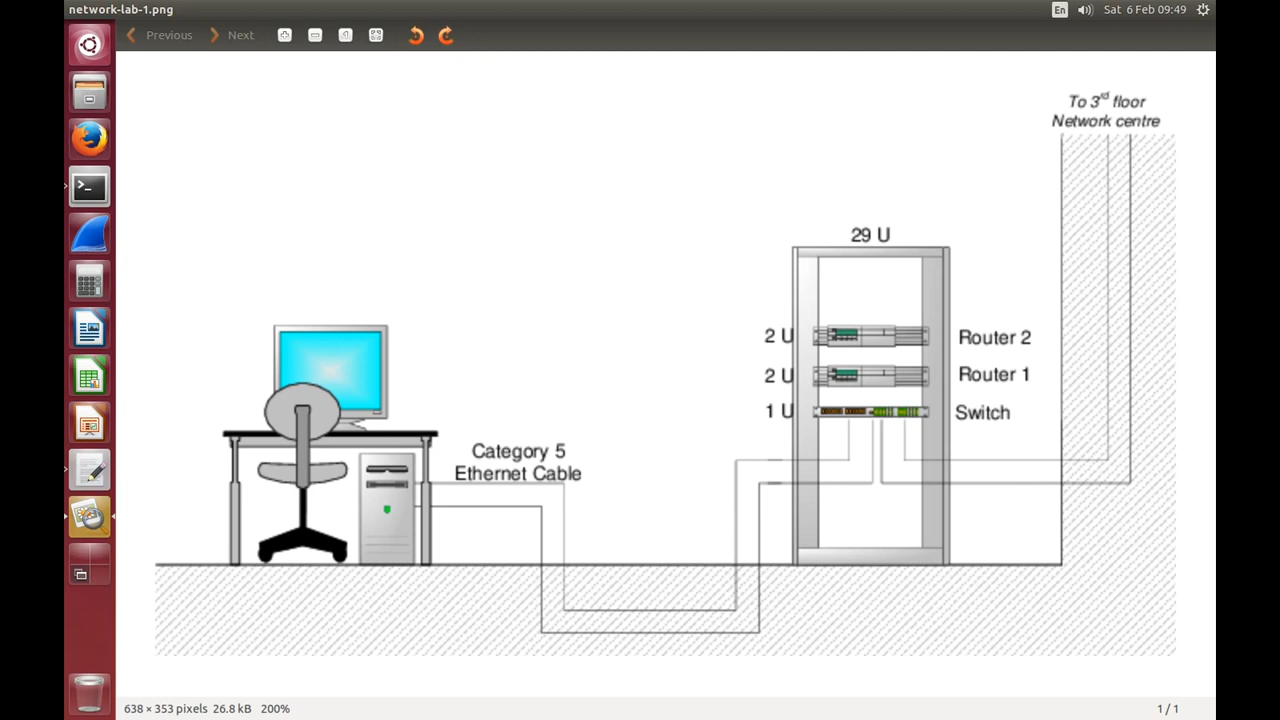 network-lab-1.png
En
Sat 6 Feb 09:49
Previous
Next
To 3rd floor
Network centre
29 U
2 U
Router 2
2 U
Router 1
1 U
Switch
Category 5
Ethernet Cable
638 × 353 pixels 26.8 kB 200%
1 / 1